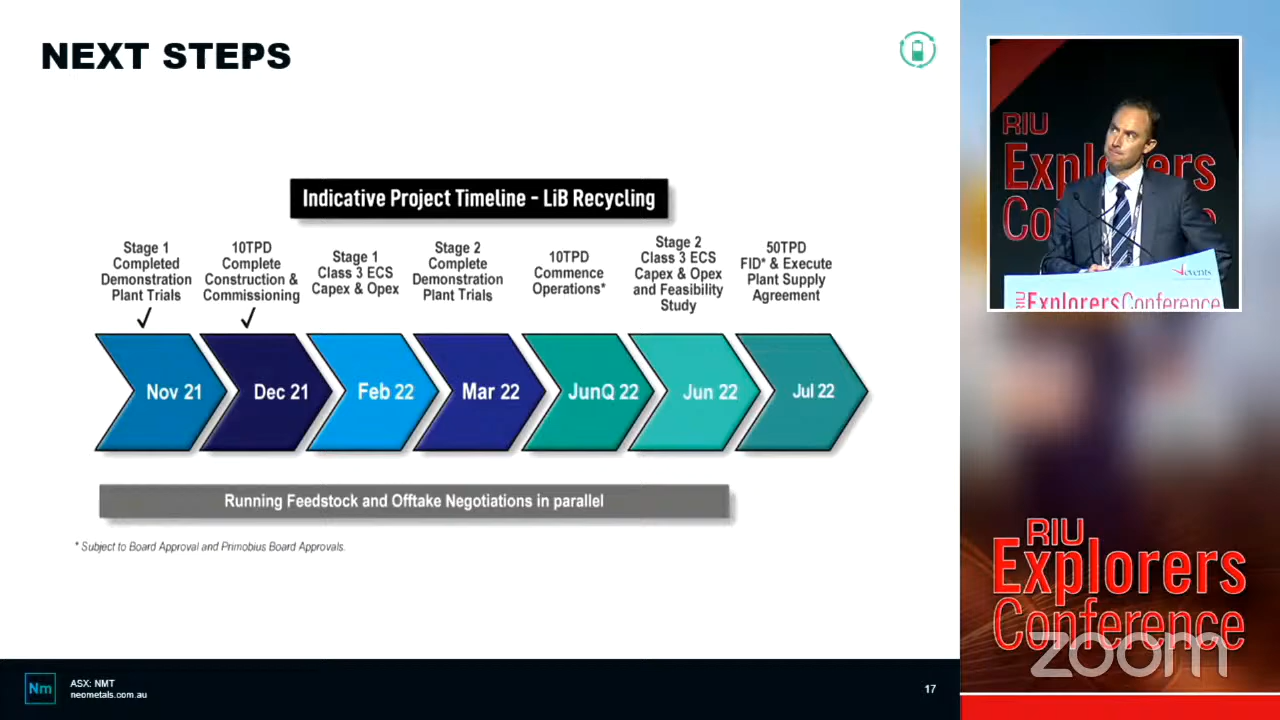 NEXT STEPS
Indicative Project Timeline - LiB Recycling
Stage 1
Completed
Demonstration
Plant Trials
10TPD
Complete
Construction &
Commissioning
Stage 1
Class 3 ECS
Capex & Opex
Stage 2
Complete
Demonstration
Plant Trials
10TPD
Commence
Operations*
Stage 2
Class 3 ECS
Capex & Opex
and Feasibility
Study
50TPD
FID* & Execute
Plant Supply
Agreement
Nov 21
Dec 21
Feb 22
Mar 22
JunQ 22
Jun 22
Jul 22
Running Feedstock and Offtake Negotiations in parallel
* Subject to Board Approval and Primobius Board Approvals.
Nm
ASX: NMT
neometals.com.au
17
RIU
Explorers
Co
events
RIU
ExplorersConference
RIU
Explorers
Conference
zoom